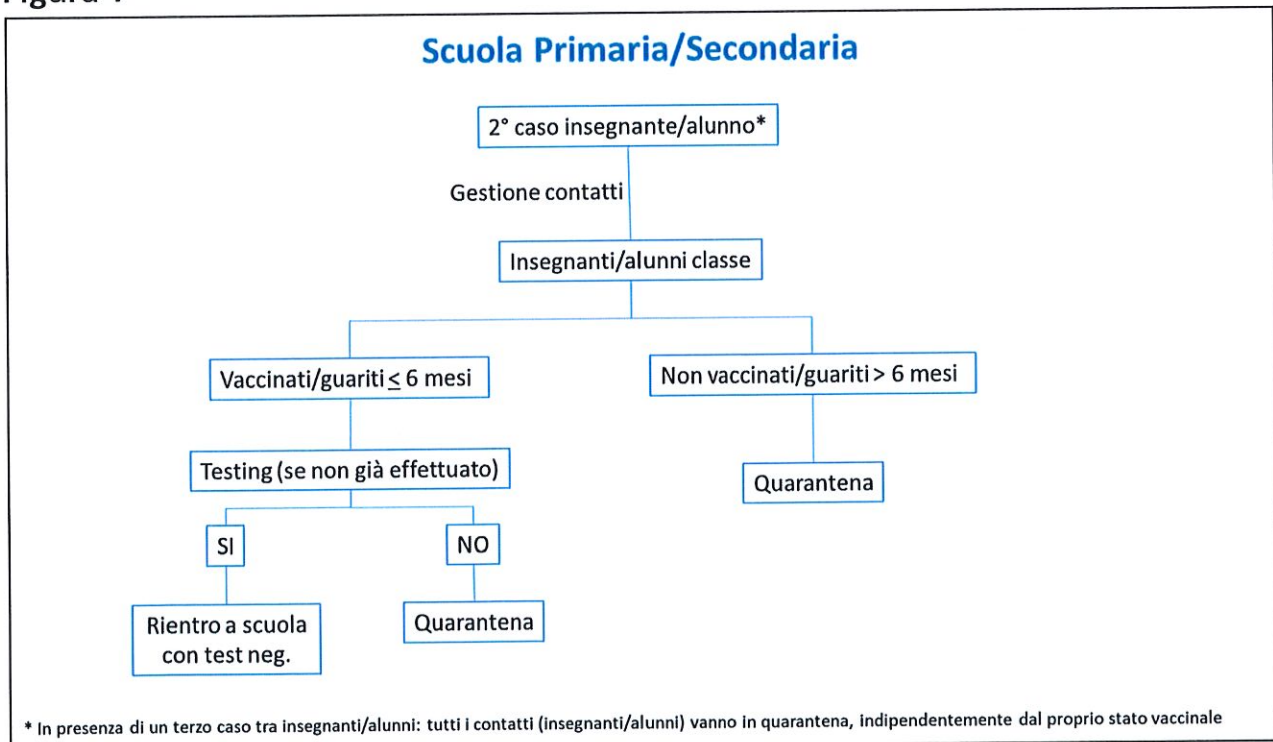 Scuola Primaria/Secondaria
2° caso insegnante/alunno*
Gestione contatti
Insegnanti/alunni classe
Vaccinati/guariti ≤ 6 mesi
Non vaccinati/guariti > 6 mesi
Testing (se non già effettuato)
Quarantena
SI
NO
Rientro a scuola
con test neg.
Quarantena
* In presenza di un terzo caso tra insegnanti/alunni: tutti i contatti (insegnanti/alunni) vanno in quarantena, indipendentemente dal proprio stato vaccinale